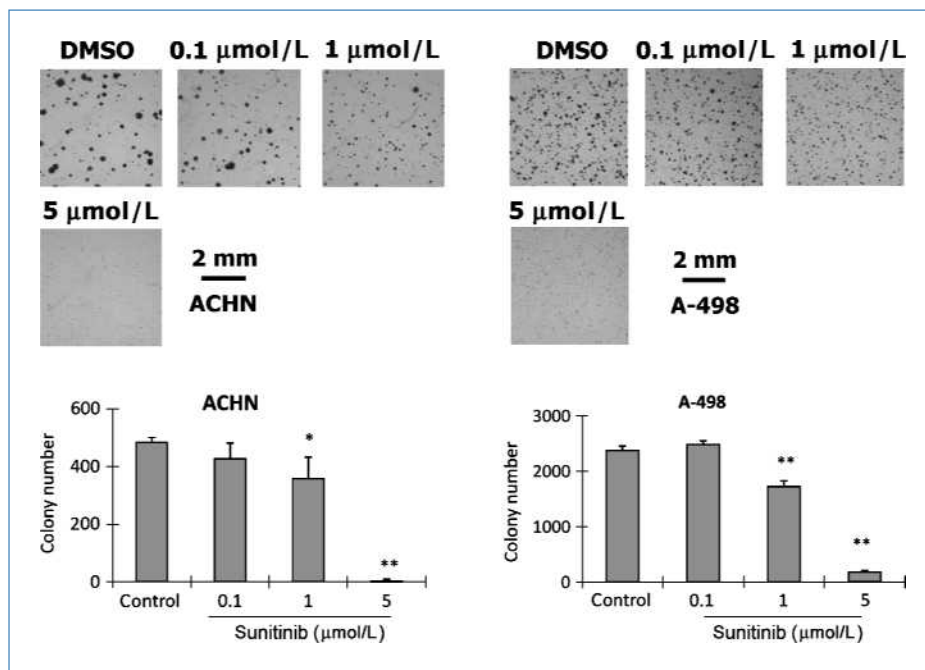 DMSO 0.1 μmol/L 1 μmol/L
5 μmol/L
2 mm
ACHN
DMSO 0.1 μmol/L 1 μmol/L
5 μmol/L
2 mm
A-498
ACHN
Colony number
600
400
200
0
*
**
Control 0.1 1 5
Sunitinib (μmol/L)
A-498
Colony number
3000
2000
1000
0
**
**
Control 0.1 1 5
Sunitinib (μmol/L)